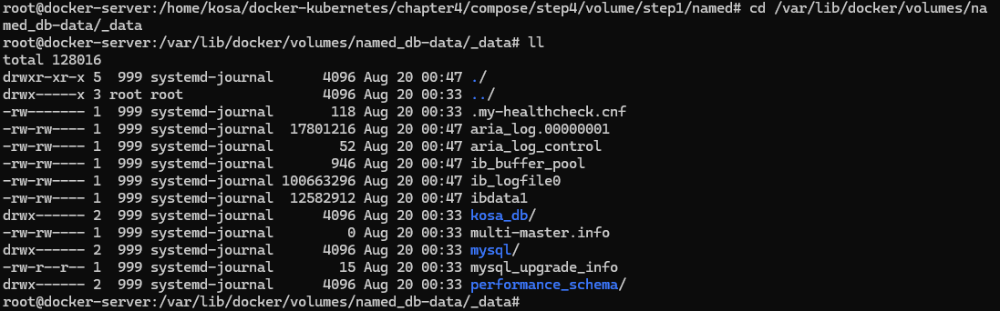 root@docker-server:/home/kosa/docker-kubernetes/chapter4/compose/step4/volume/step1/named# cd /var/lib/docker/volumes/na
med_db-data/_data
root@docker-server:/var/lib/docker/volumes/named_db-data/_data# ll
total 128016
drwxr-xr-x 5  999 systemd-journal      4096 Aug 20 00:47 ./
drwx-----x 3 root root                 4096 Aug 20 00:33 ../
-rw------- 1  999 systemd-journal       118 Aug 20 00:33 .my-healthcheck.cnf
-rw-rw---- 1  999 systemd-journal  17801216 Aug 20 00:47 aria_log.00000001
-rw-rw---- 1  999 systemd-journal        52 Aug 20 00:47 aria_log_control
-rw-rw---- 1  999 systemd-journal       946 Aug 20 00:47 ib_buffer_pool
-rw-rw---- 1  999 systemd-journal 100663296 Aug 20 00:47 ib_logfile0
-rw-rw---- 1  999 systemd-journal  12582912 Aug 20 00:47 ibdata1
drwx------ 2  999 systemd-journal      4096 Aug 20 00:33 kosa_db/
-rw-rw---- 1  999 systemd-journal         0 Aug 20 00:33 multi-master.info
drwx------ 2  999 systemd-journal      4096 Aug 20 00:33 mysql/
-rw-r--r-- 1  999 systemd-journal        15 Aug 20 00:33 mysql_upgrade_info
drwx------ 2  999 systemd-journal      4096 Aug 20 00:33 performance_schema/
root@docker-server:/var/lib/docker/volumes/named_db-data/_data#